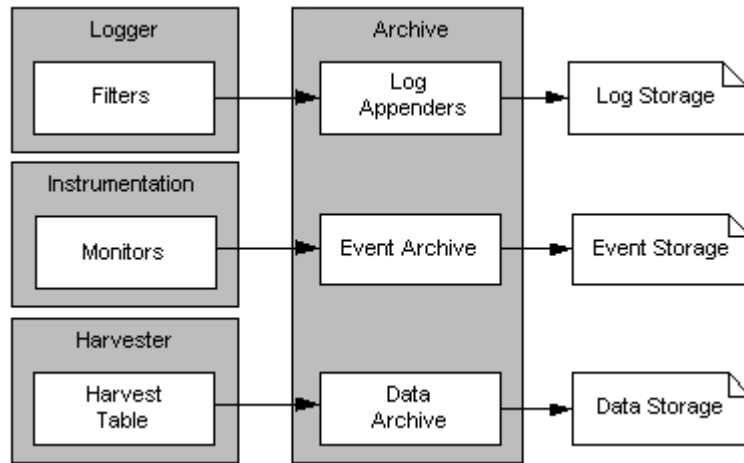 Logger
Archive
Filters
Log
Appenders
Log Storage
Instrumentation
Monitors
Event Archive
Event Storage
Harvester
Harvest
Table
Data
Archive
Data Storage